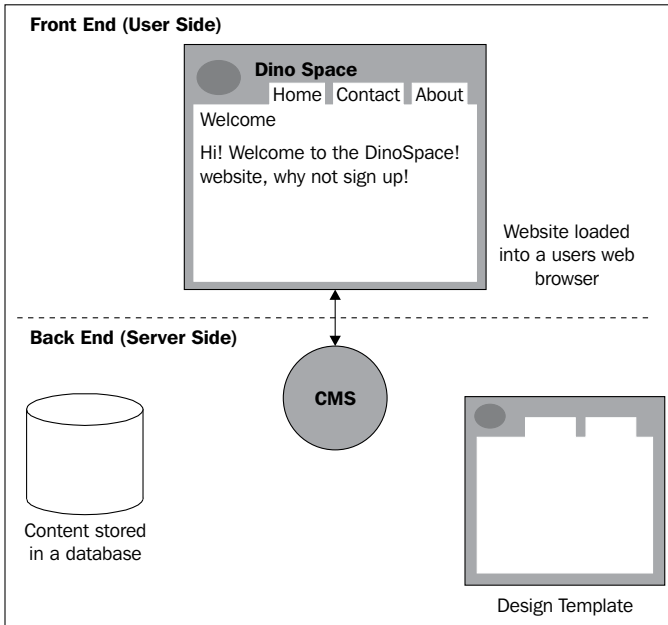 Front End (User Side)
Dino Space
Home Contact About
Welcome
Hi! Welcome to the DinoSpace!
website, why not sign up!
Website loaded
into a users web
browser
Back End (Server Side)
CMS
Content stored
in a database
Design Template